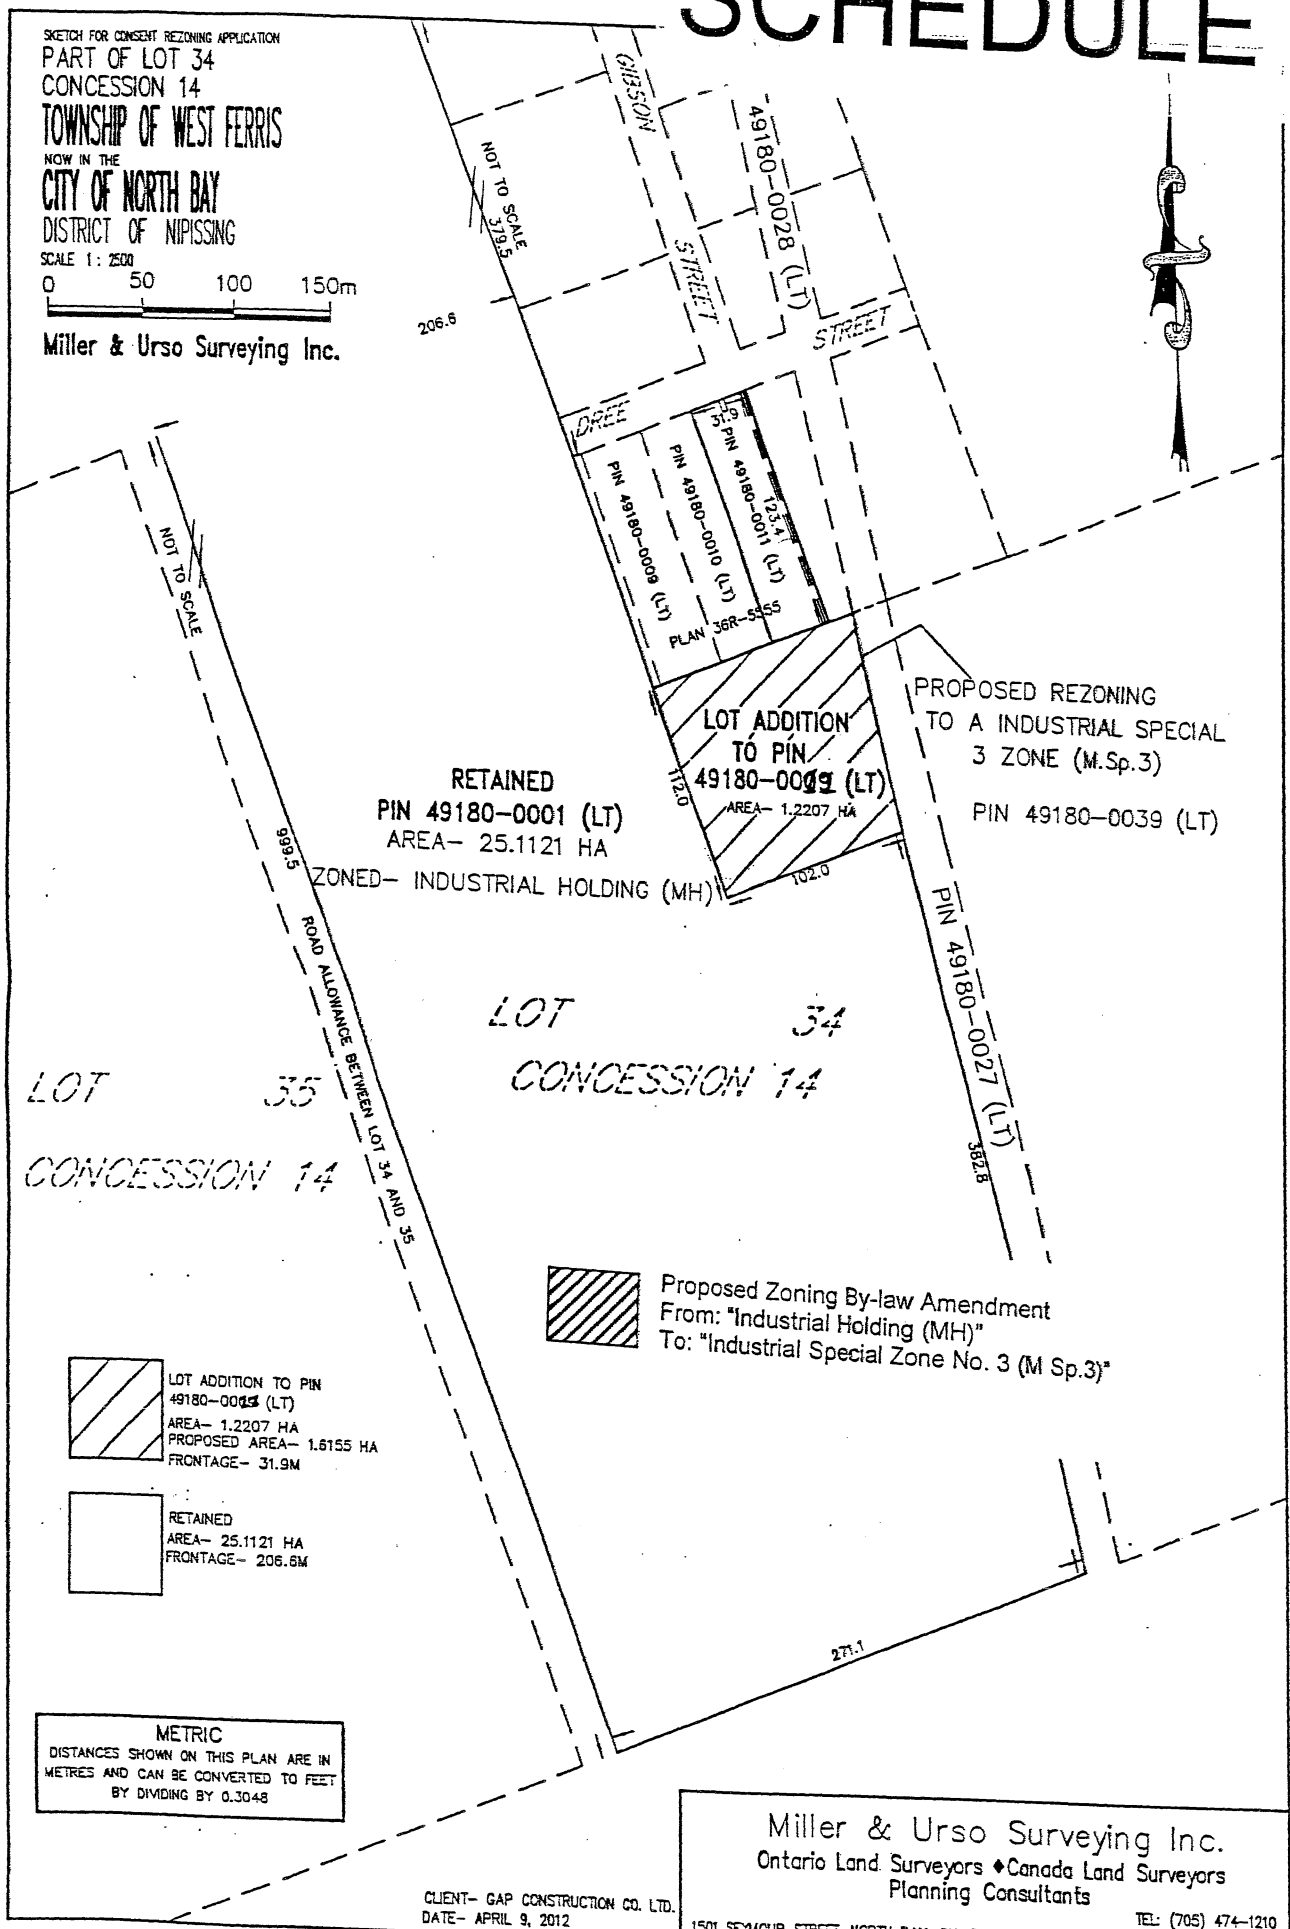 SCHEDULE
SKETCH FOR CONSENT REZONING APPLICATION
PART OF LOT 34
CONCESSION 14
TOWNSHIP OF WEST FERRIS
NOW IN THE
CITY OF NORTH BAY
DISTRICT OF NIPISSING
SCALE 1: 2500
0 50 100 150m
Miller & Urso Surveying Inc.
GIBSON
STREET
49180-0028 (LT)
NOT TO SCALE
379.5
206.6
DREE
STREET
31.9
PIN 49180-0009 (LT)
PIN 49180-0010 (LT)
PIN 49180-0011 (LT)
123.4
PLAN 36R-5555
NOT TO SCALE
PROPOSED REZONING
TO A INDUSTRIAL SPECIAL
3 ZONE (M.Sp.3)
PIN 49180-0039 (LT)
LOT ADDITION
TO PIN
(LT)
AREA- 1.2207 HA
112.0
102.0
RETAINED
PIN 49180-0001 (LT)
AREA- 25.1121 HA
ZONED- INDUSTRIAL HOLDING (MH)
999.5
ROAD ALLOWANCE BETWEEN LOT 34 AND 35
PIN 49180-0027 (LT)
382.8
LOT 34
CONCESSION 14
LOT 35
CONCESSION 14
Proposed Zoning By-law Amendment
From: "Industrial Holding (MH)"
To: "Industrial Special Zone No. 3 (M Sp.3)"
LOT ADDITION TO PIN
(LT)
AREA- 1.2207 HA
PROPOSED AREA- 1.6155 HA
FRONTAGE- 31.9M
RETAINED
AREA- 25.1121 HA
FRONTAGE- 206.6M
271.1
METRIC
DISTANCES SHOWN ON THIS PLAN ARE IN
METRES AND CAN BE CONVERTED TO FEET
BY DIVIDING BY 0.3048
CLIENT- GAP CONSTRUCTION CO. LTD.
DATE- APRIL 9, 2012
Miller & Urso Surveying Inc.
Ontario Land Surveyors ♦Canada Land Surveyors
Planning Consultants
1501 SEYMOUR STREET, NORTH
TEL: (705) 474-1210